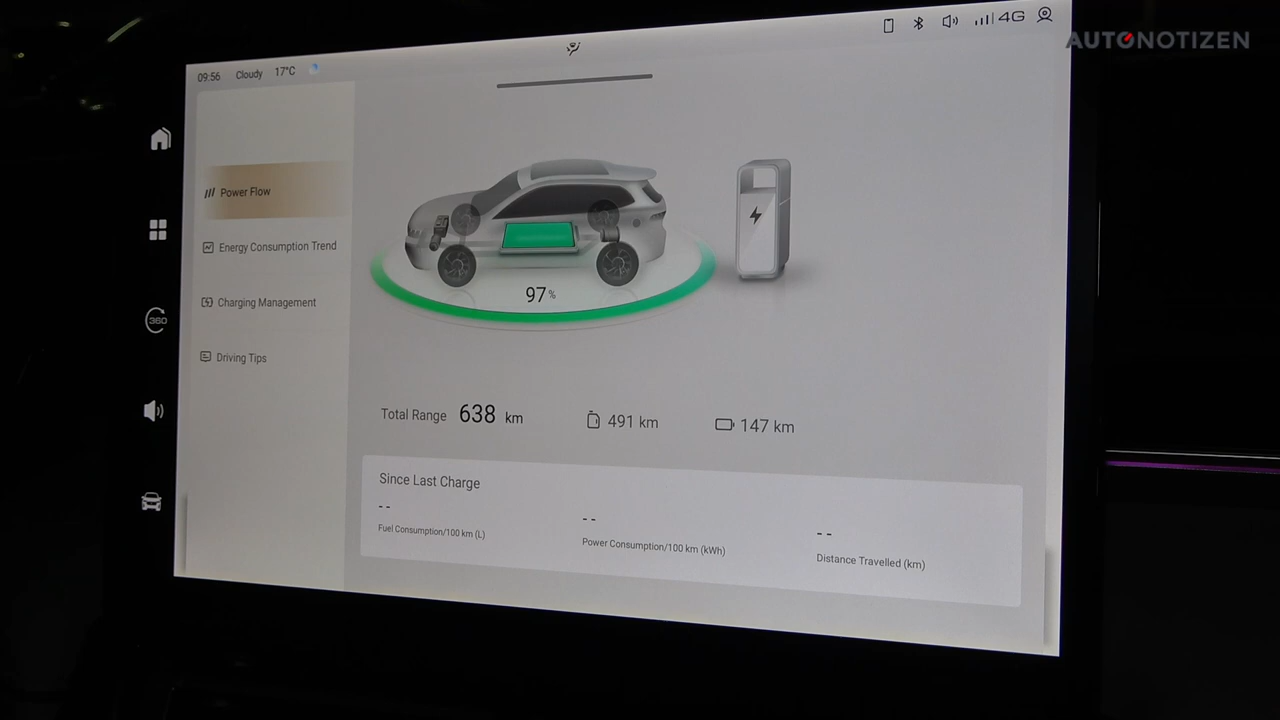 AUTONOTIZEN
09:56 Cloudy 17°C
4G
360
Power Flow
Energy Consumption Trend
Charging Management
Driving Tips
97%
Total Range 638 km 491 km 147 km
Since Last Charge
-- -- --
Fuel Consumption/100 km (L) Power Consumption/100 km (kWh) Distance Travelled (km)